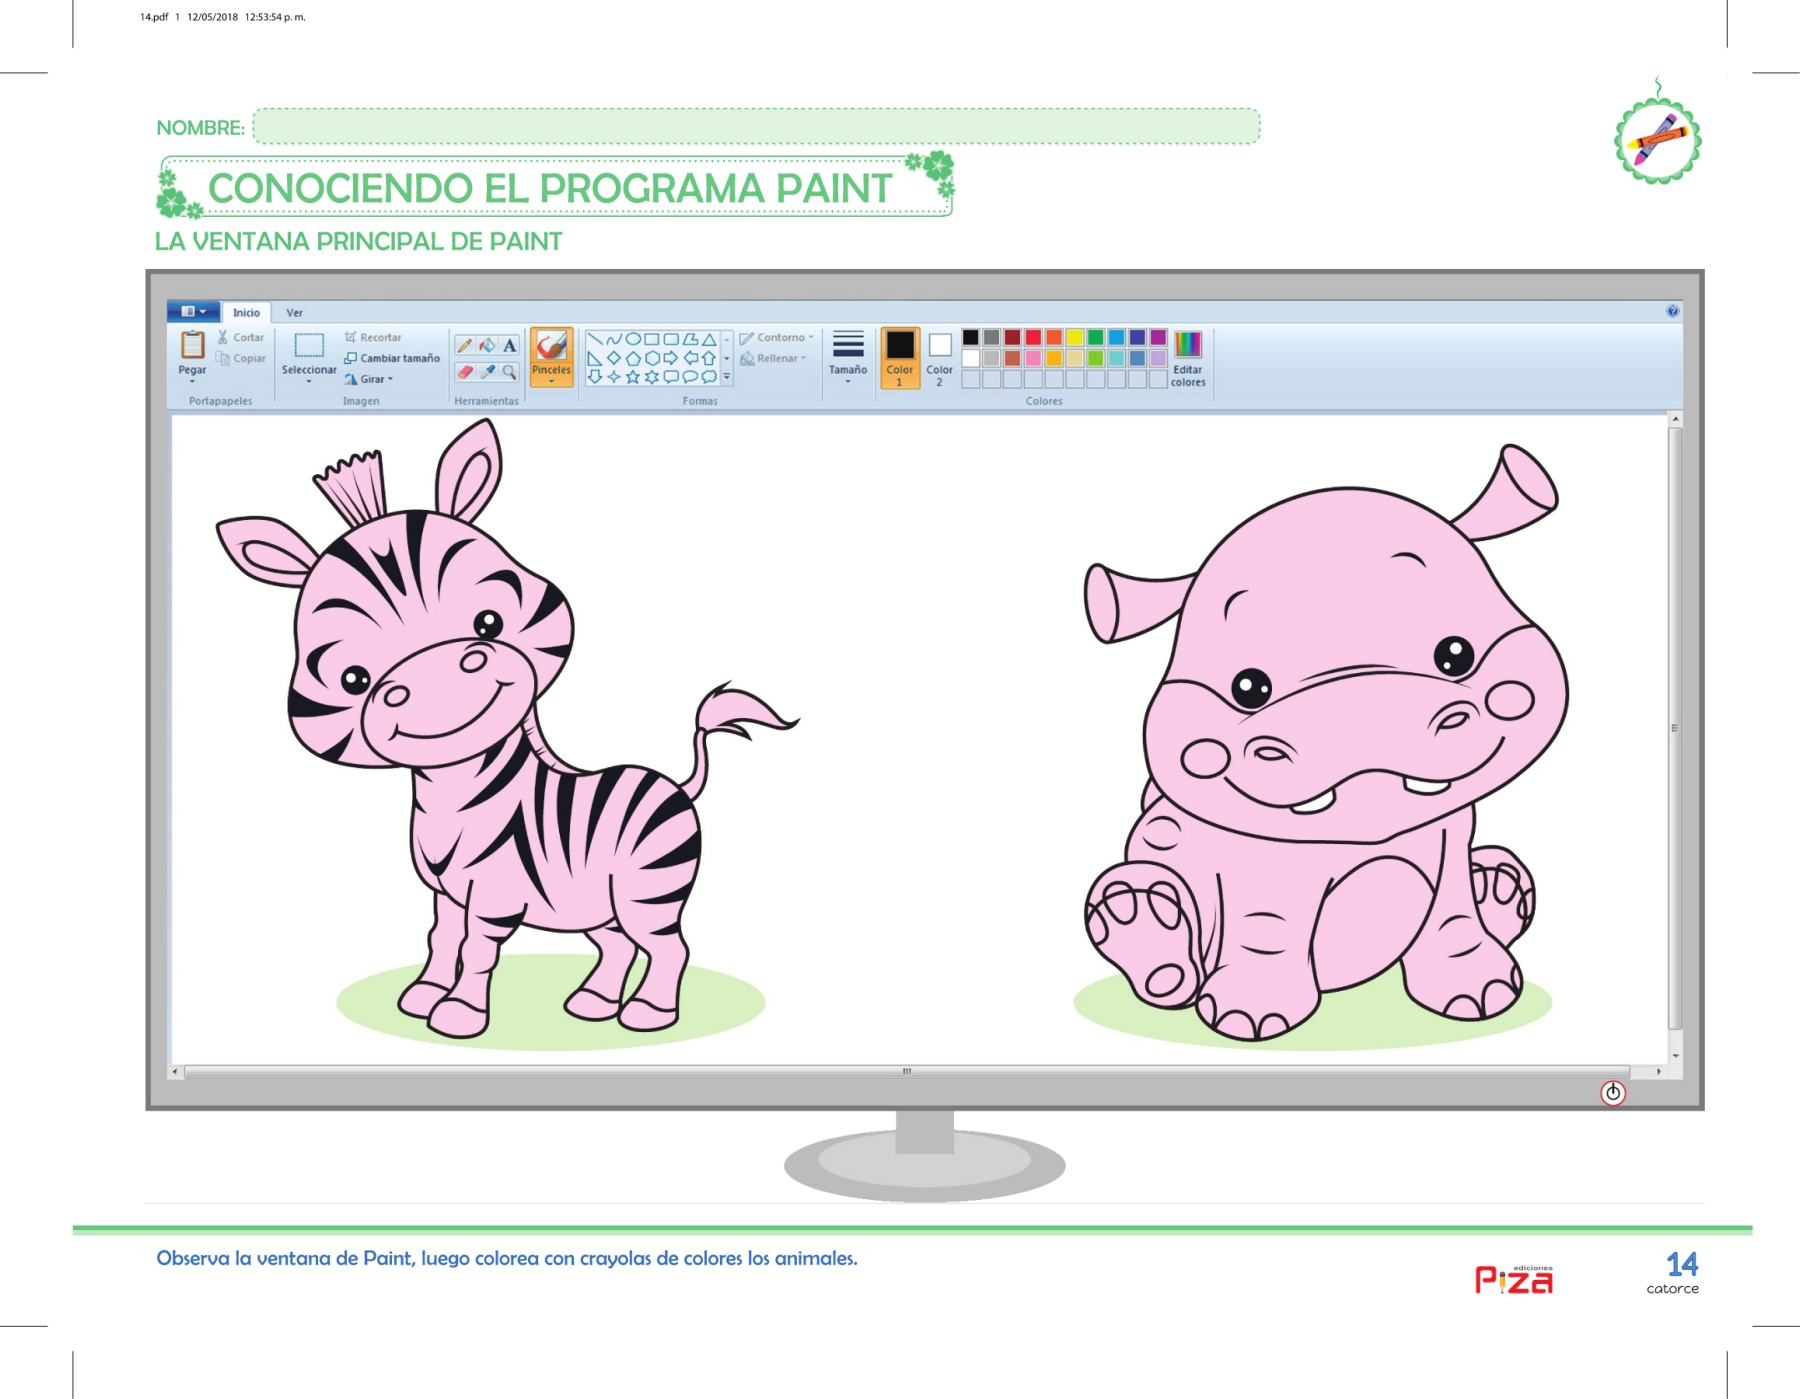 14.pdf 1 12/05/2018 12:53:54 p. m.
NOMBRE:
CONOCIENDO EL PROGRAMA PAINT
LA VENTANA PRINCIPAL DE PAINT
Inicio Ver
Pegar
Cortar
Copiar
Portapapeles
Seleccionar
Recortar
Cambiar tamaño
Girar
Imagen
A
Herramientas
Pinceles
Contorno
Rellenar
Formas
Tamaño
Color
1
Color
2
Editar
colores
Colores
Observa la ventana de Paint, luego colorea con crayolas de colores los animales.
ediciones
Piza
14
catorce